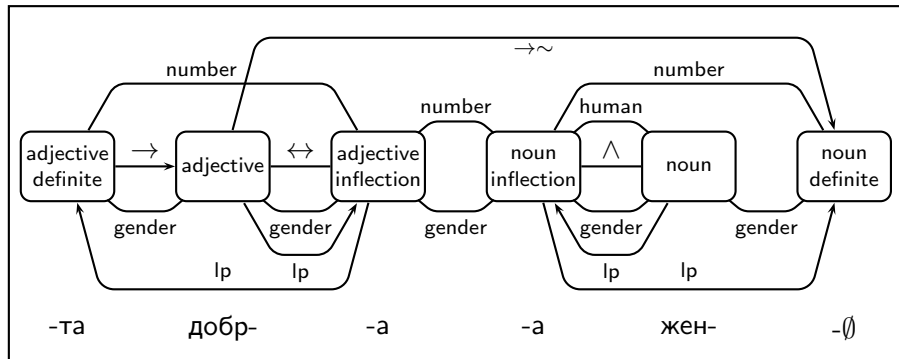 →∼
number
number
number
human
adjective
definite
→
adjective
↔
adjective
inflection
noun
inflection
∧
noun
noun
definite
gender
gender
gender
gender
gender
lp
lp
lp
lp
-та
добр-
-а
-а
жен-
-∅